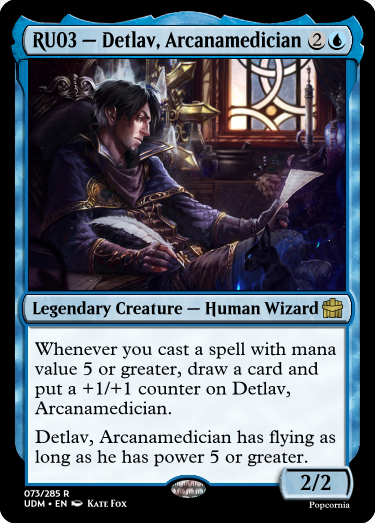 RU03 — Detlav, Arcanamedician 2
Legendary Creature — Human Wizard
Whenever you cast a spell with mana
value 5 or greater, draw a card and
put a +1/+1 counter on Detlav,
Arcanamedician.
Detlav, Arcanamedician has flying as
long as he has power 5 or greater.
2/2
073/285 R
UDM • EN Kate Fox
Popcornia